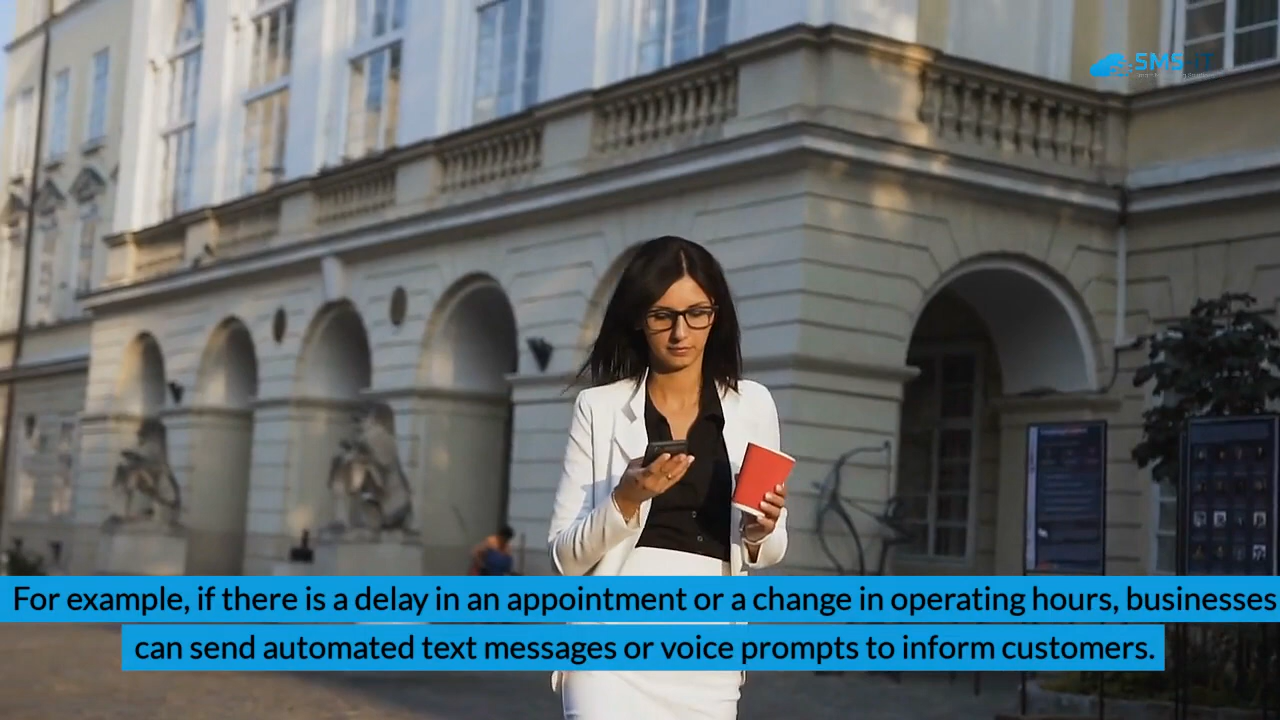 SMS-iT
For example, if there is a delay in an appointment or a change in operating hours, businesses
can send automated text messages or voice prompts to inform customers.